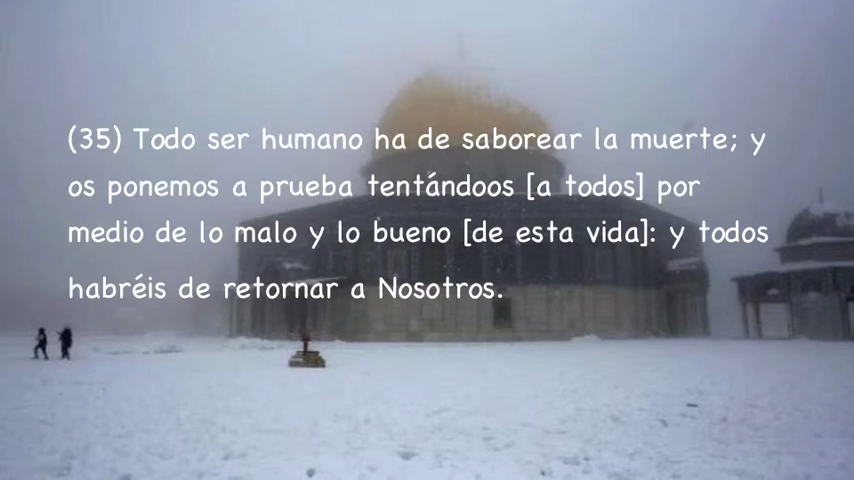 (35) Todo ser humano ha de saborear la muerte; y
os ponemos a prueba tentándoos [a todos] por
medio de lo malo y lo bueno [de esta vida]: y todos
habréis de retornar a Nosotros.